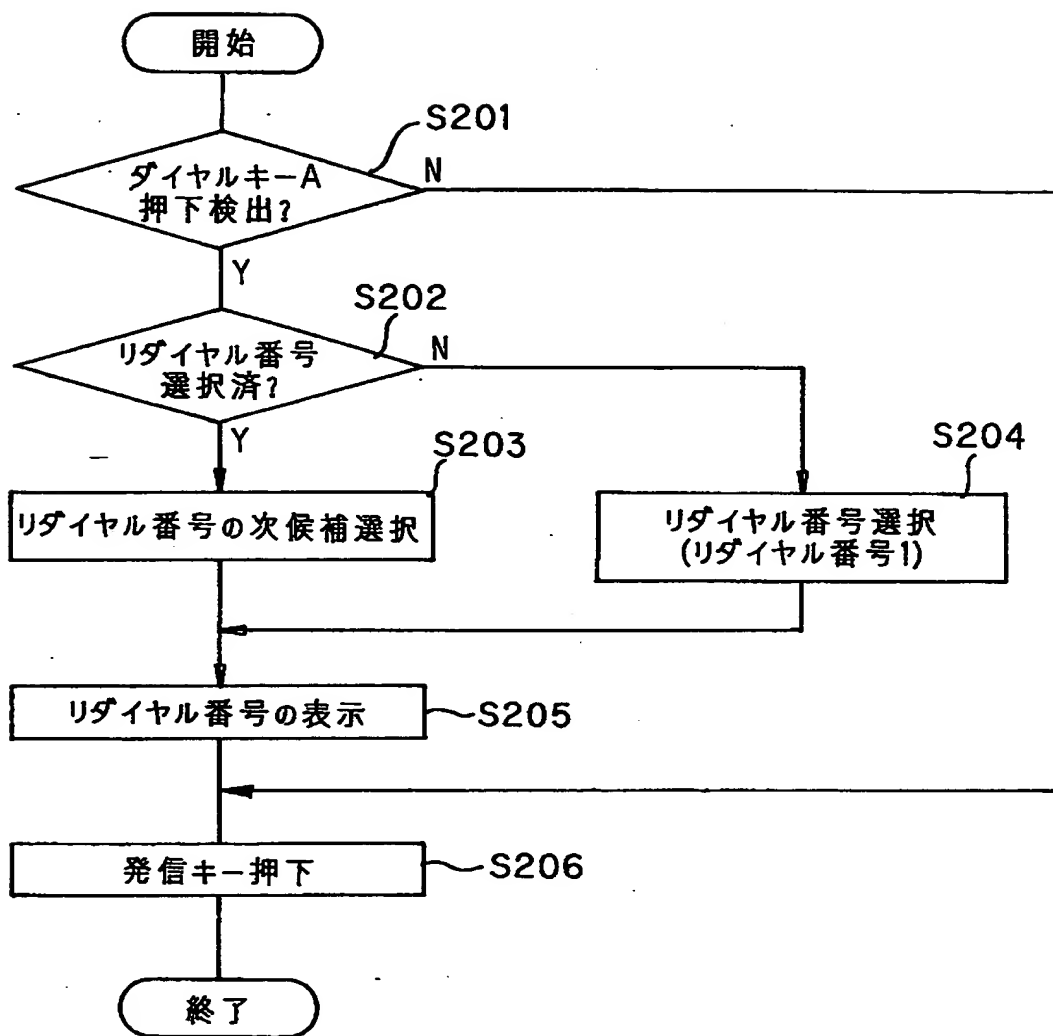 開始
S201
ダイヤルキーA
押下検出?
N
Y
S202
リダイヤル番号
選択済?
N
Y
S203
リダイヤル番号の次候補選択
S204
リダイヤル番号選択
(リダイヤル番号1)
リダイヤル番号の表示
S205
発信キー押下
S206
終了